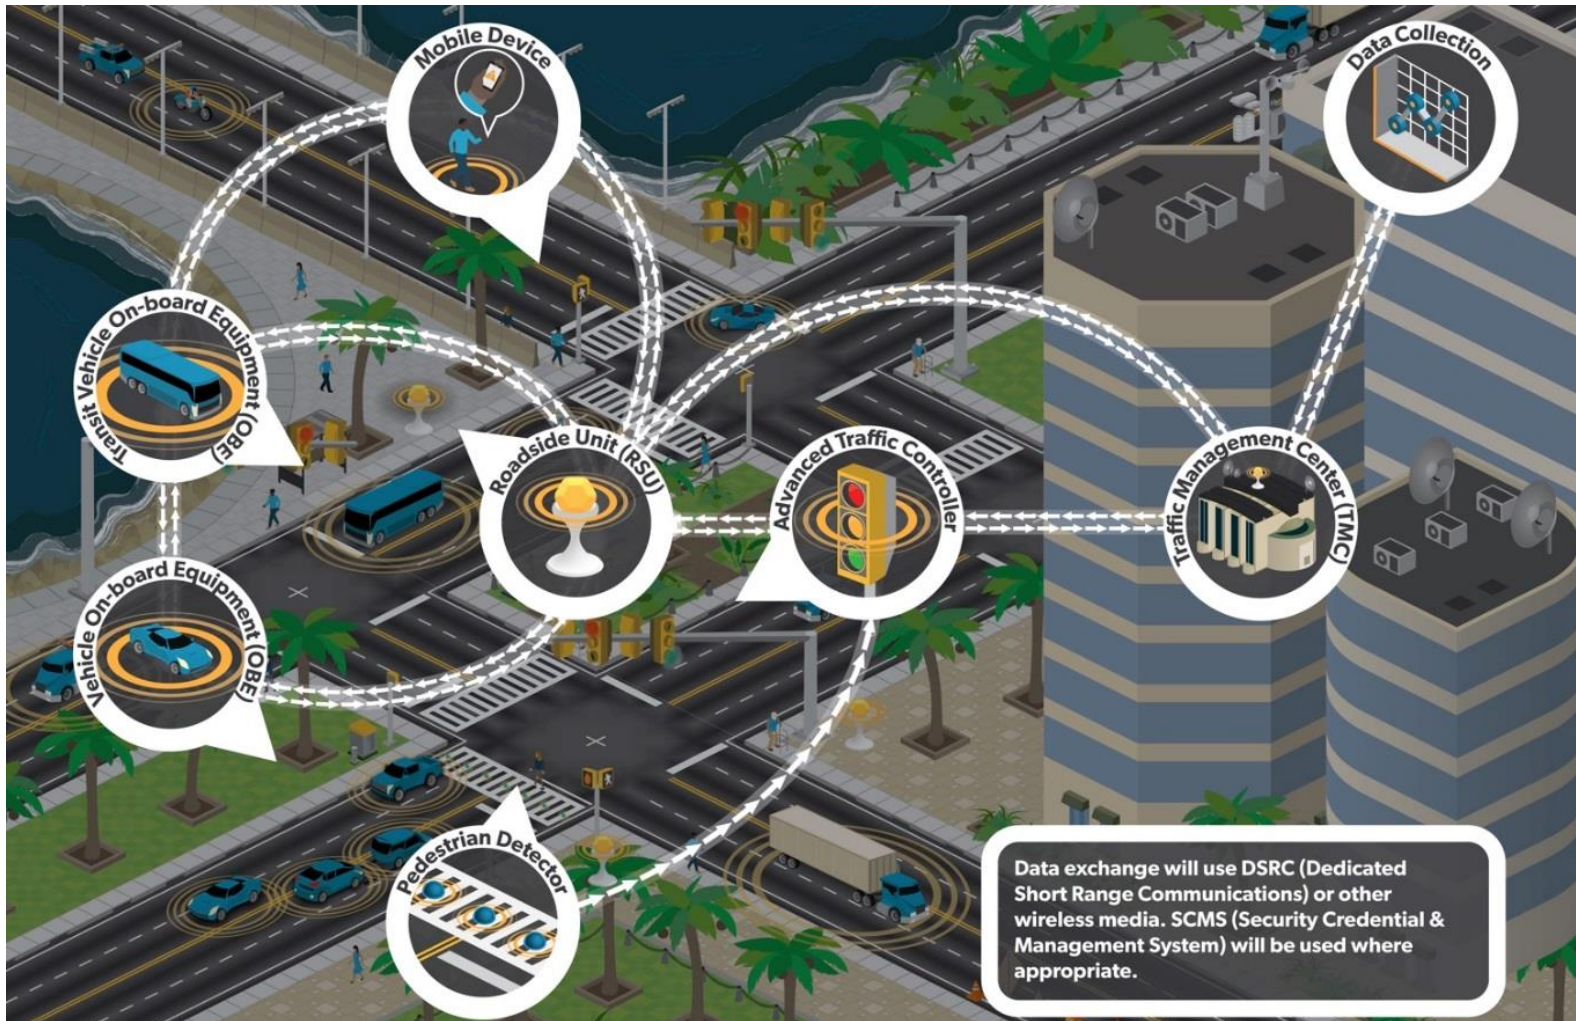 Mobile Device
Data Collection
Transit Vehicle On-board Equipment (OBE)
Roadside Unit (RSU)
Advanced Traffic Controller
Traffic Management Center (TMC)
Vehicle On-board Equipment (OBE)
Pedestrian Detector
Data exchange will use DSRC (Dedicated
Short Range Communications) or other
wireless media. SCMS (Security Credential &
Management System) will be used where
appropriate.